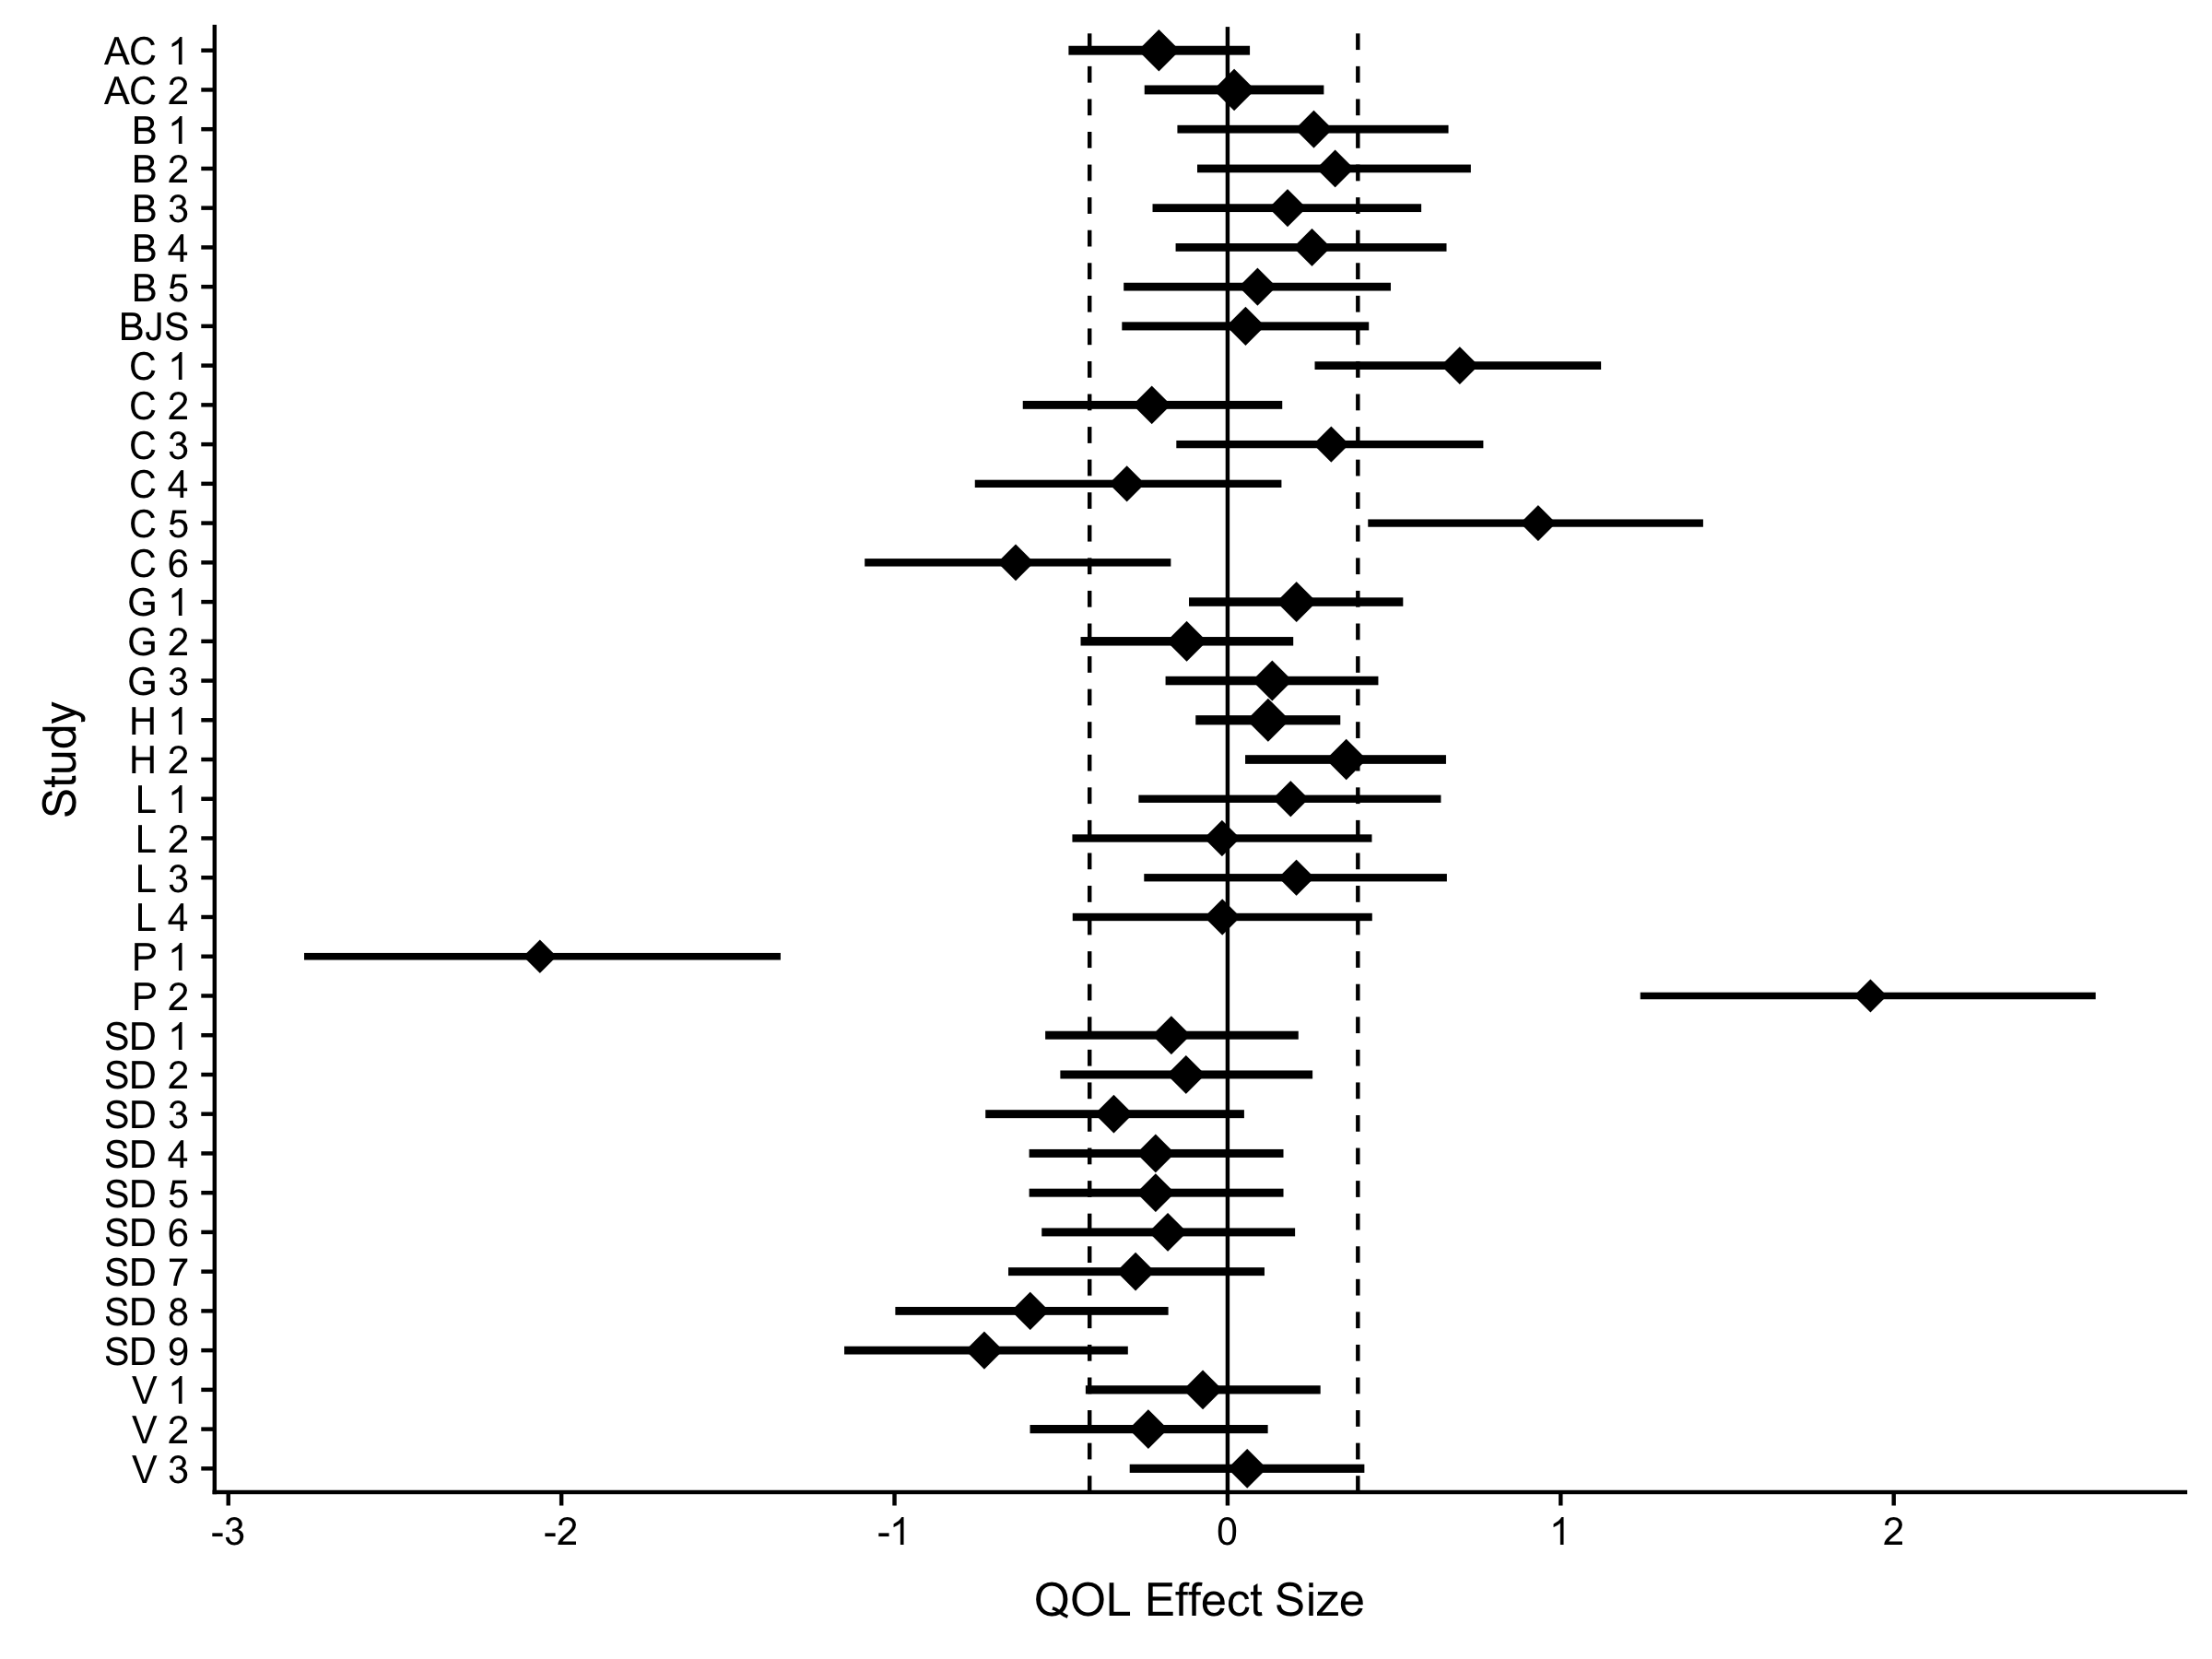 AC 1
AC 2
B 1
B 2
B 3
B 4
B 5
BJS
C 1
C 2
C 3
C 4
C 5
C 6
G 1
G 2
G 3
H 1
H 2
L 1
L 2
L 3
L 4
P 1
P 2
SD 1
SD 2
SD 3
SD 4
SD 5
SD 6
SD 7
SD 8
SD 9
V 1
V 2
V 3
Study
-3 -2 -1 0 1 2
QOL Effect Size